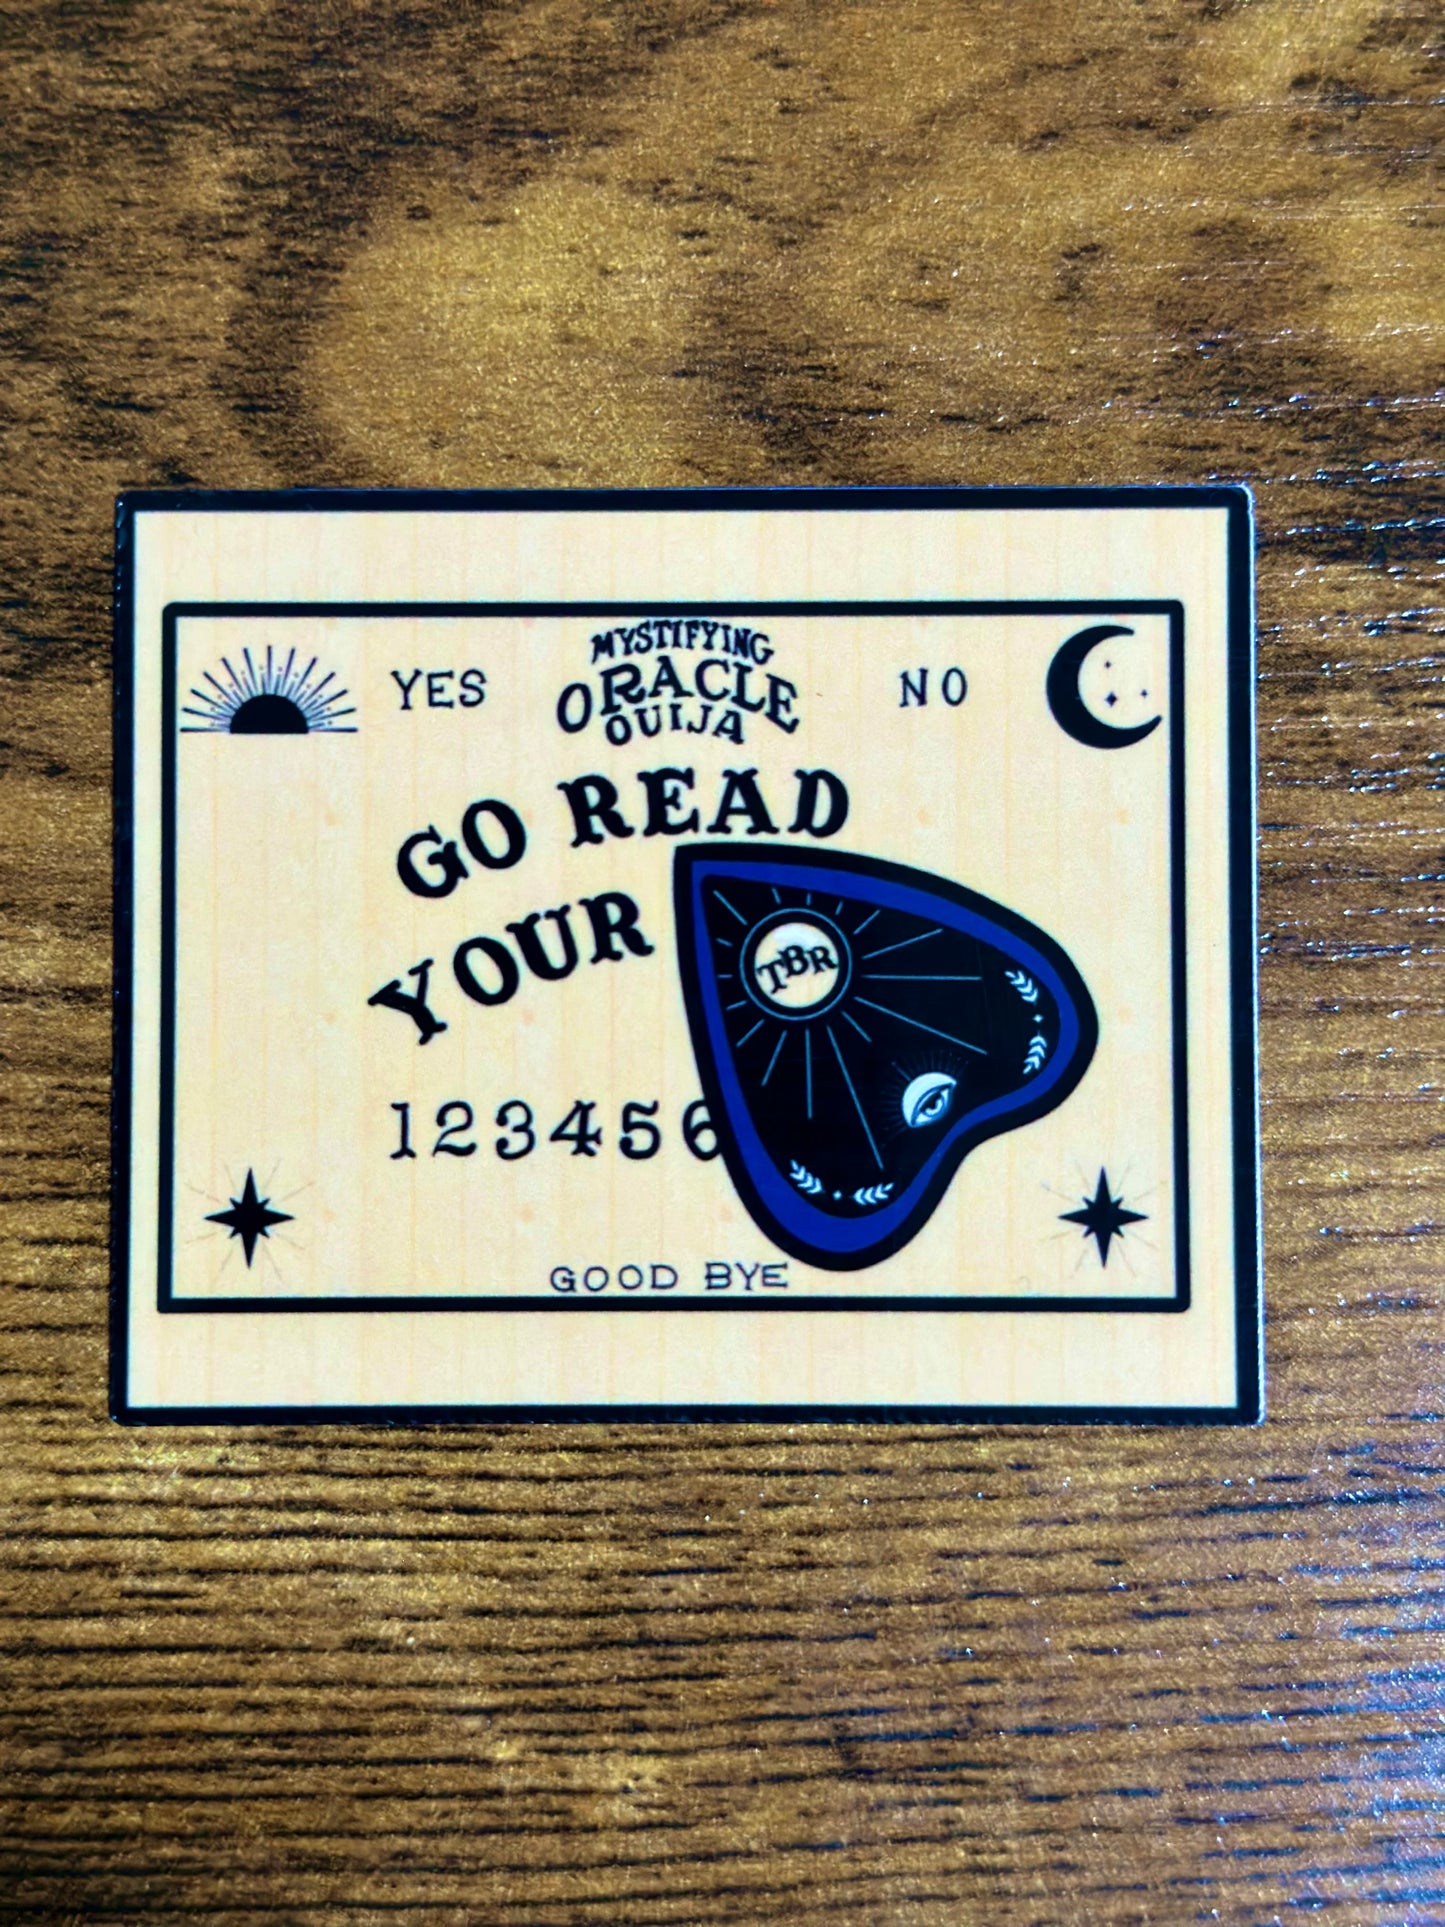 MYSTIFYING
YES ORACLE NO
OUIJA
GO READ
YOUR TBR
123456
GOOD BYE